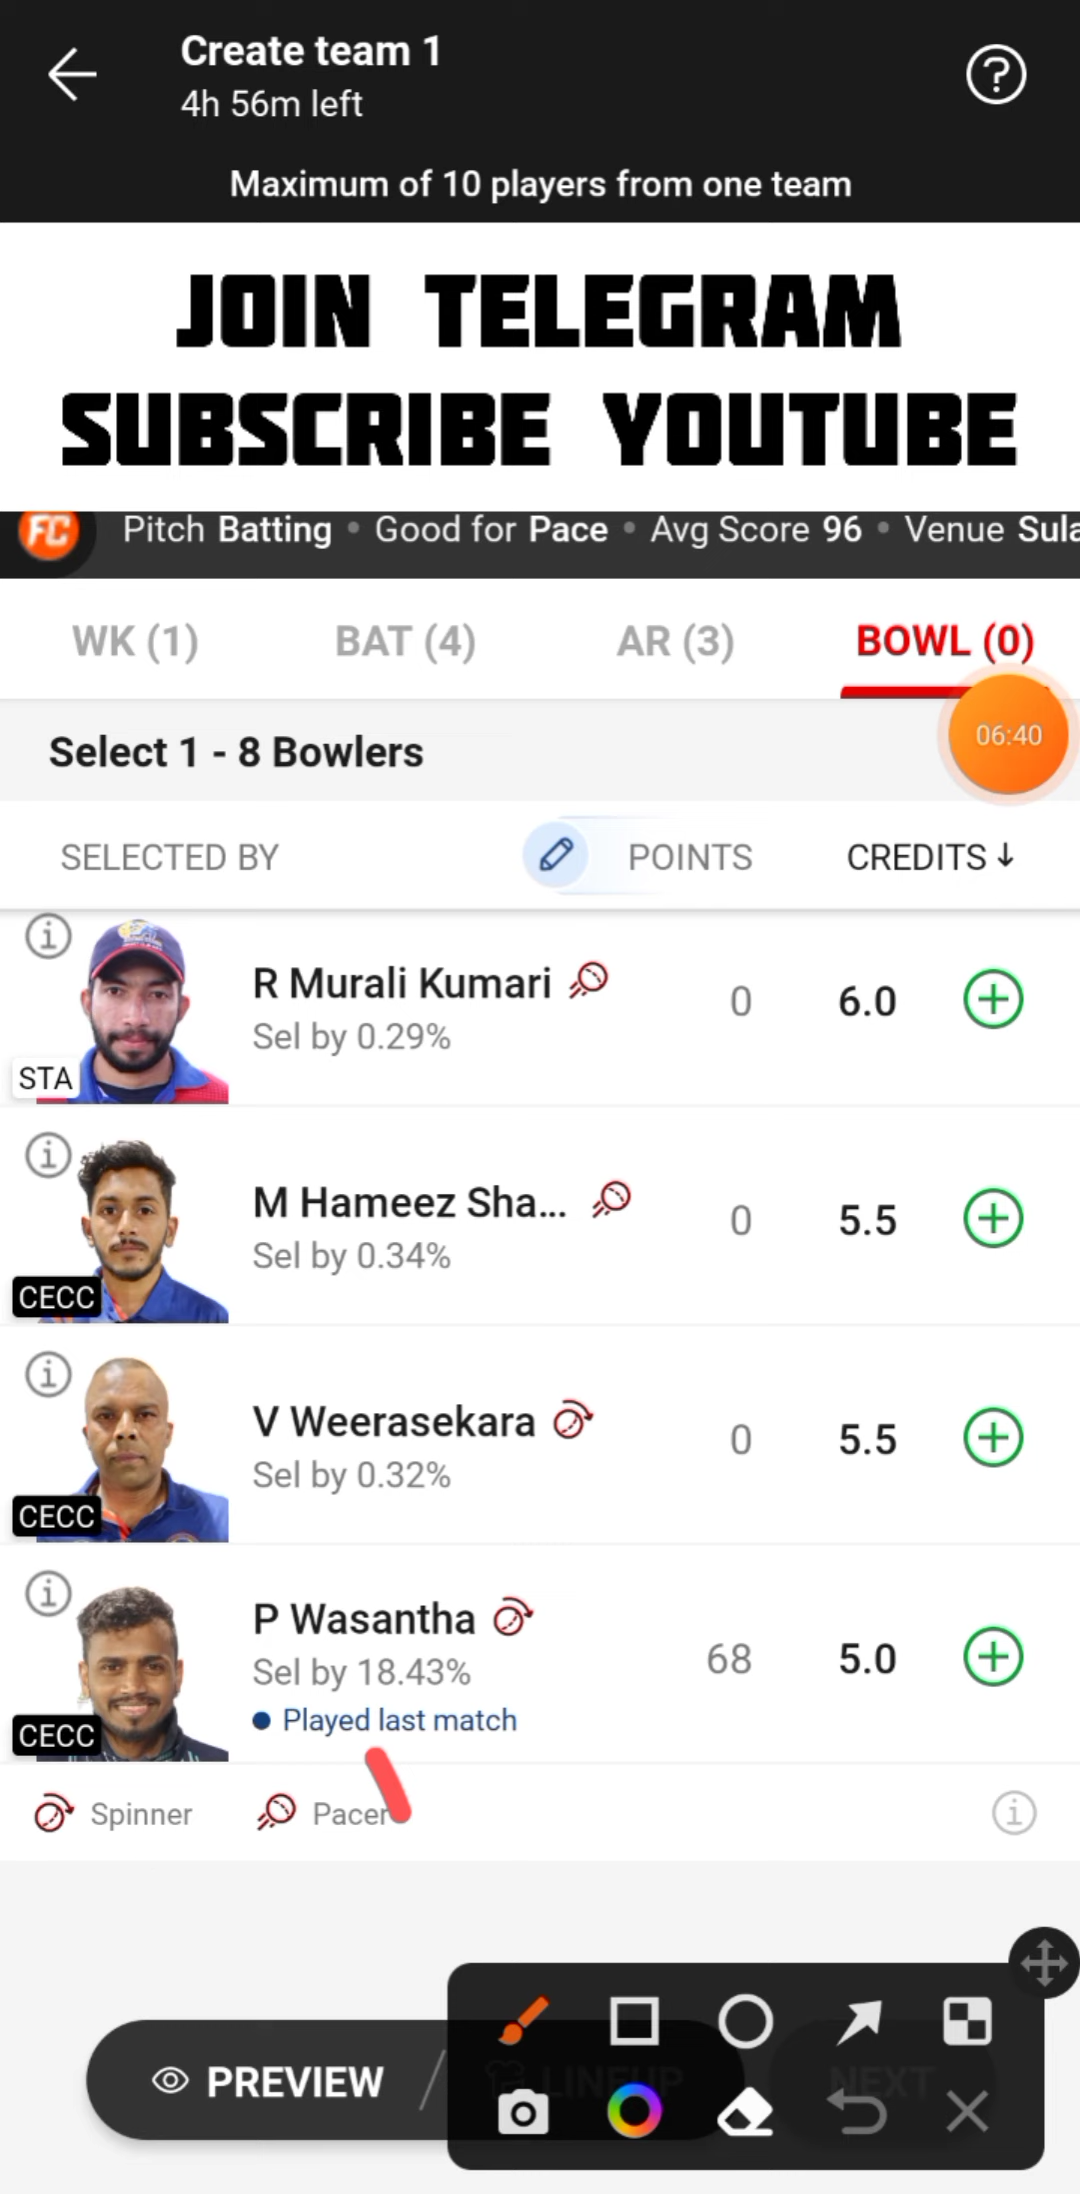 Create team 1
4h 56m left
Maximum of 10 players from one team
JOIN TELEGRAM
SUBSCRIBE YOUTUBE
FC Pitch Batting • Good for Pace • Avg Score 96 • Venue Sula
WK (1) BAT (4) AR (3) BOWL (0)
Select 1 - 8 Bowlers
06:40
SELECTED BY POINTS CREDITS ↓
R Murali Kumari 0 6.0
Sel by 0.29%
STA
M Hameez Sha... 0 5.5
Sel by 0.34%
CECC
V Weerasekara 0 5.5
Sel by 0.32%
CECC
P Wasantha 68 5.0
Sel by 18.43%
• Played last match
CECC
Spinner Pacer
PREVIEW / LINEUP NEXT